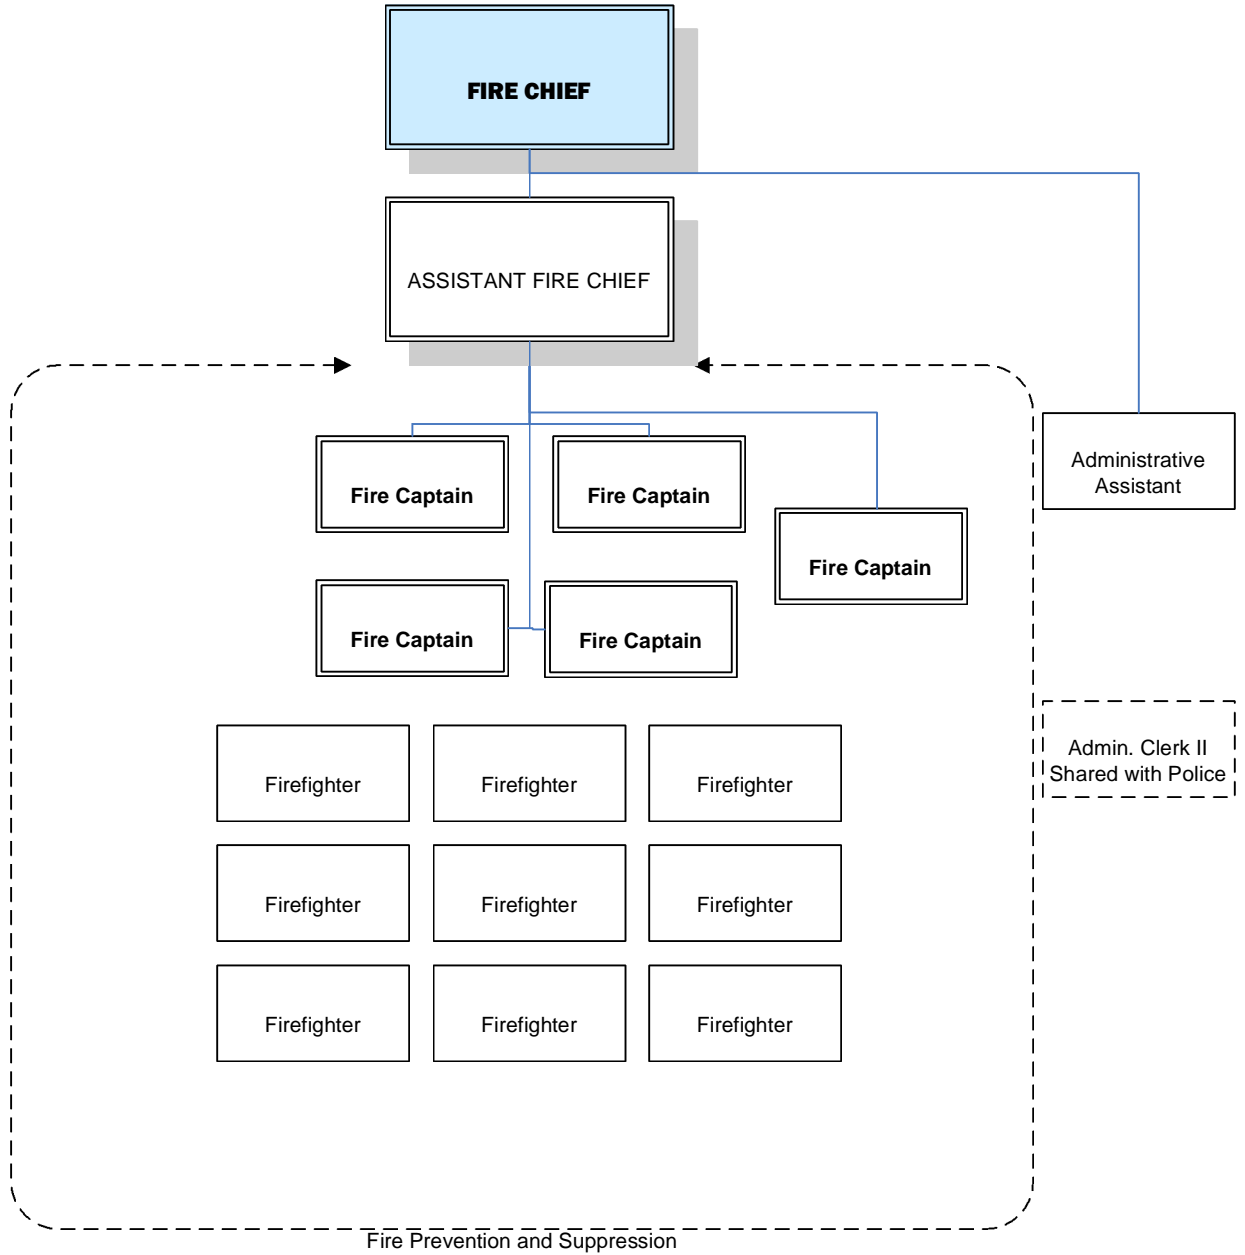 FIRE CHIEF
ASSISTANT FIRE CHIEF
Fire Captain
Fire Captain
Fire Captain
Fire Captain
Fire Captain
Administrative
Assistant
Firefighter
Firefighter
Firefighter
Admin. Clerk II
Shared with Police
Firefighter
Firefighter
Firefighter
Firefighter
Firefighter
Firefighter
Fire Prevention and Suppression